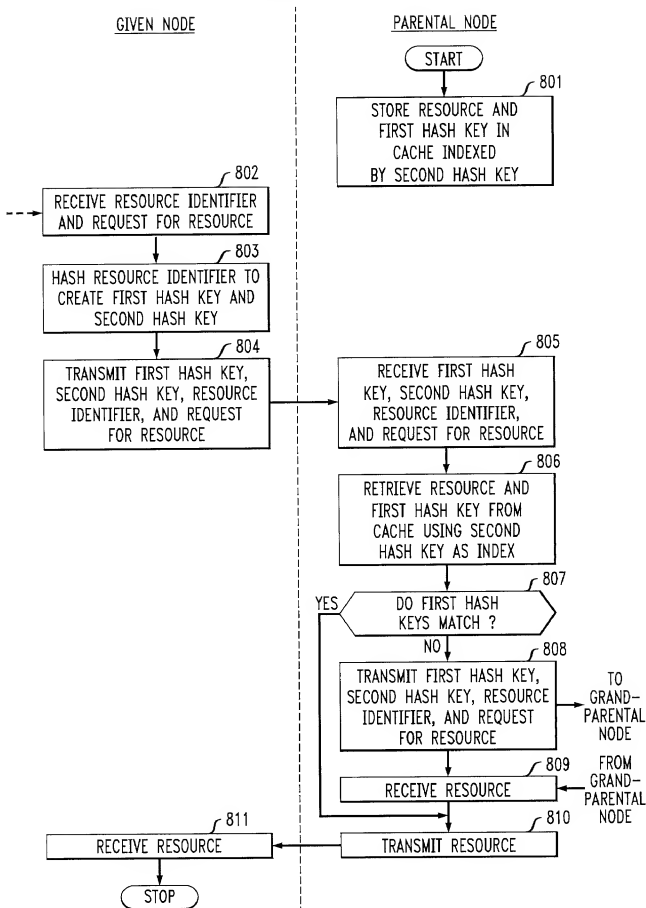 GIVEN NODE
PARENTAL NODE
START
801
STORE RESOURCE AND
FIRST HASH KEY IN
CACHE INDEXED
BY SECOND HASH KEY
802
RECEIVE RESOURCE IDENTIFIER
AND REQUEST FOR RESOURCE
803
HASH RESOURCE IDENTIFIER TO
CREATE FIRST HASH KEY AND
SECOND HASH KEY
804
TRANSMIT FIRST HASH KEY,
SECOND HASH KEY, RESOURCE
IDENTIFIER, AND REQUEST
FOR RESOURCE
805
RECEIVE FIRST HASH
KEY, SECOND HASH KEY,
RESOURCE IDENTIFIER,
AND REQUEST FOR RESOURCE
806
RETRIEVE RESOURCE AND
FIRST HASH KEY FROM
CACHE USING SECOND
HASH KEY AS INDEX
807
YES
DO FIRST HASH
KEYS MATCH ?
NO
808
TRANSMIT FIRST HASH KEY,
SECOND HASH KEY, RESOURCE
IDENTIFIER, AND REQUEST
FOR RESOURCE
TO
GRAND-
PARENTAL
NODE
809
RECEIVE RESOURCE
FROM
GRAND-
PARENTAL
NODE
810
TRANSMIT RESOURCE
811
RECEIVE RESOURCE
STOP